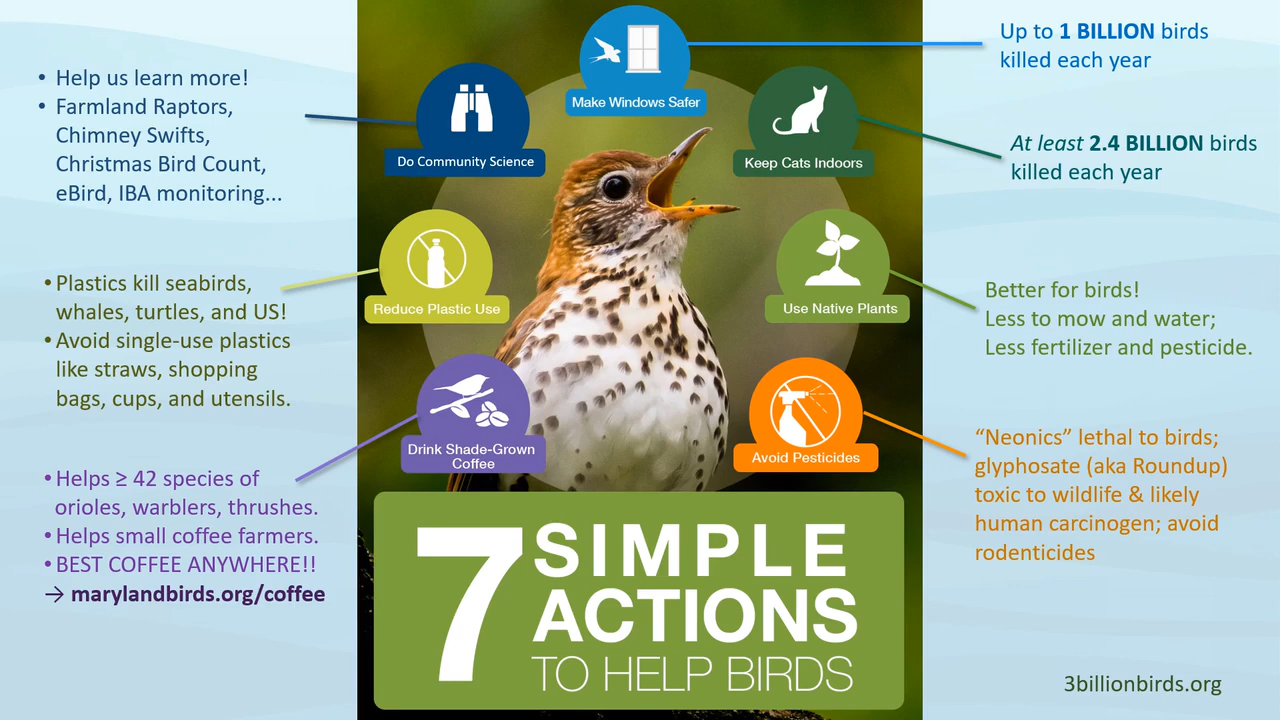 • Help us learn more!
• Farmland Raptors,
Chimney Swifts,
Christmas Bird Count,
eBird, IBA monitoring...
• Plastics kill seabirds,
whales, turtles, and US!
• Avoid single-use plastics
like straws, shopping
bags, cups, and utensils.
• Helps ≥ 42 species of
orioles, warblers, thrushes.
• Helps small coffee farmers.
• BEST COFFEE ANYWHERE!!
→ marylandbirds.org/coffee
Make Windows Safer
Do Community Science
Keep Cats Indoors
Reduce Plastic Use
Use Native Plants
Drink Shade-Grown
Coffee
Avoid Pesticides
7 SIMPLE
ACTIONS
TO HELP BIRDS
Up to 1 BILLION birds
killed each year
At least 2.4 BILLION birds
killed each year
Better for birds!
Less to mow and water;
Less fertilizer and pesticide.
“Neonics” lethal to birds;
glyphosate (aka Roundup)
toxic to wildlife & likely
human carcinogen; avoid
rodenticides
3billionbirds.org